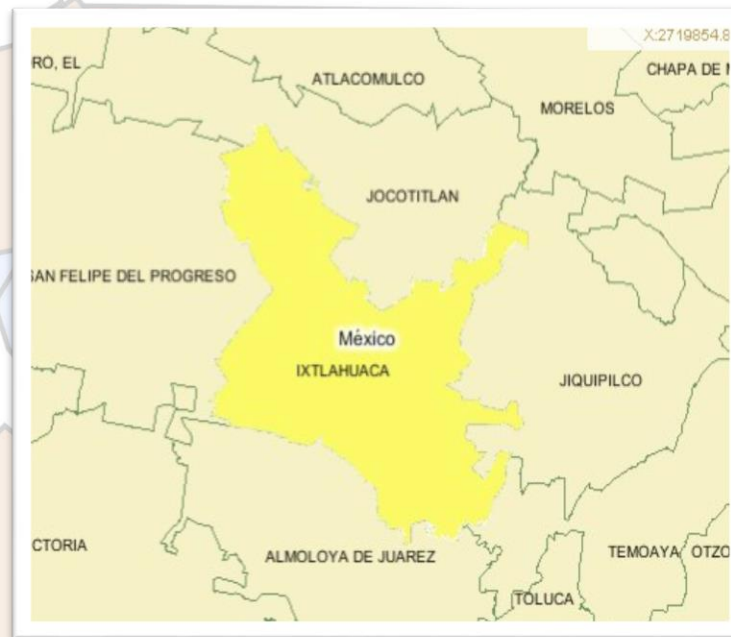 X:2719854.8
RO, EL
ATLACOMULCO
CHAPA DE
MORELOS
JOCOTITLAN
SAN FELIPE DEL PROGRESO
México
IXTLAHUACA
JIQUIPILCO
CTORIA
ALMOLOYA DE JUAREZ
TEMOAYA
OTZO
TOLUCA